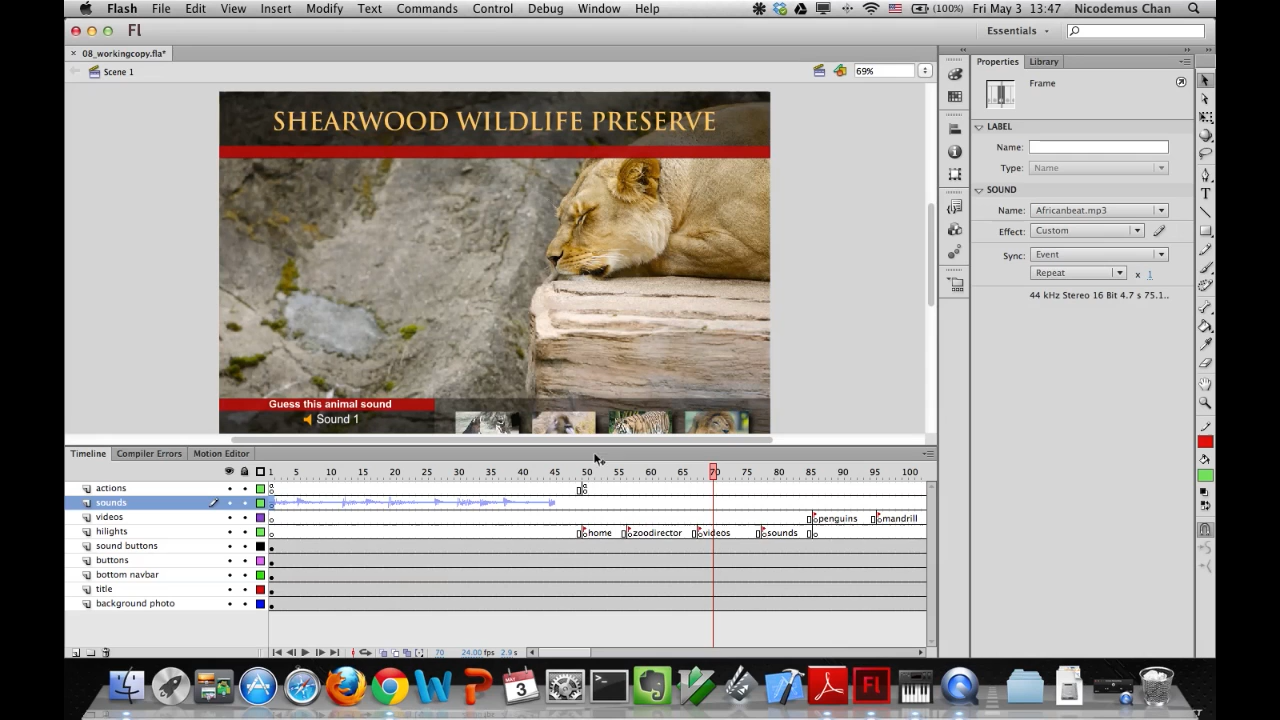 Flash File Edit View Insert Modify Text Commands Control Debug Window Help (100%) Fri May 3 13:47 Nicodemus Chan
Fl Essentials
08_workingcopy.fla*
Scene 1 69%
Properties Library
Frame
SHEARWOOD WILDLIFE PRESERVE
LABEL
Name:
Type: Name
SOUND
Name: Africanbeat.mp3
Effect: Custom
Sync: Event
Repeat x 1
44 kHz Stereo 16 Bit 4.7 s 75.1..
Guess this animal sound
Sound 1
Timeline Compiler Errors Motion Editor
1 5 10 15 20 25 30 35 40 45 50 55 60 65 70 75 80 85 90 95 100
actions
sounds
videos penguins mandrill
hilights home zoodirector videos sounds
sound buttons
buttons
bottom navbar
title
background photo
70 24.00 fps 2.9 s
MAY 3 Fl